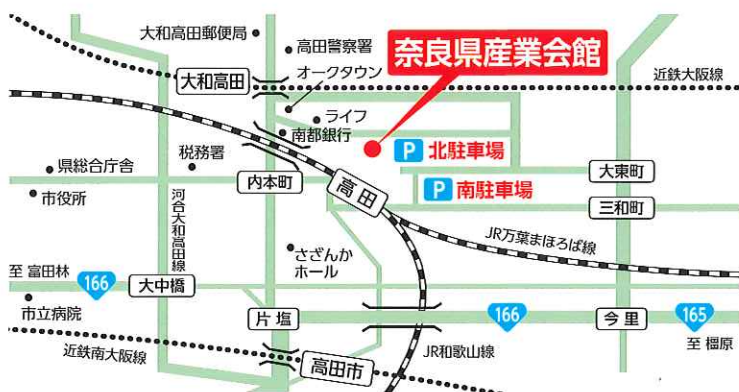 大和高田郵便局
高田警察署
オークタウン
奈良県産業会館
大和高田
近鉄大阪線
ライフ
南都銀行
P 北駐車場
税務署
県総合庁舎
内本町
高田
P 南駐車場
大東町
市役所
三和町
河合大和高田線
さざんか
ホール
JR万葉まほろば線
至 富田林
166
大中橋
市立病院
片塩
166
今里
165
至 橿原
近鉄南大阪線
高田市
JR和歌山線